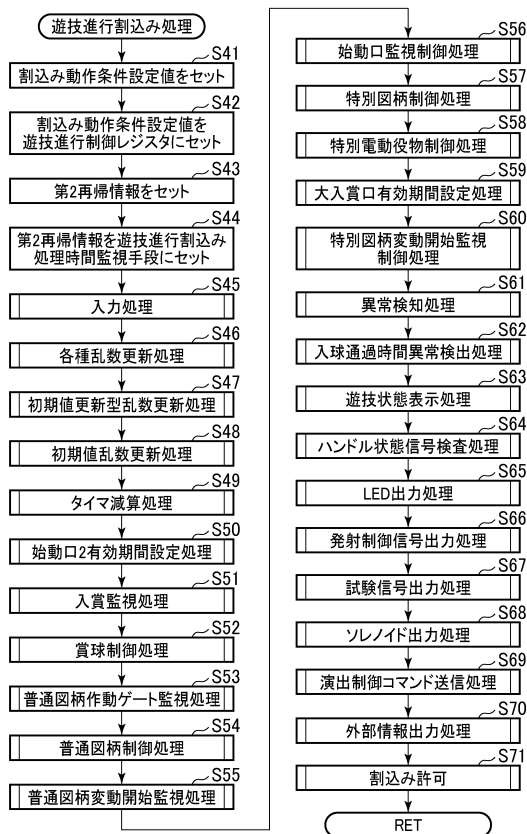 遊技進行割込み処理
S41
割込み動作条件設定値をセット
S42
割込み動作条件設定値を
遊技進行制御レジスタにセット
S43
第2再帰情報をセット
S44
第2再帰情報を遊技進行割込み
処理時間監視手段にセット
S45
入力処理
S46
各種乱数更新処理
S47
初期値更新型乱数更新処理
S48
初期値乱数更新処理
S49
タイマ減算処理
S50
始動口2有効期間設定処理
S51
入賞監視処理
S52
賞球制御処理
S53
普通図柄作動ゲート監視処理
S54
普通図柄制御処理
S55
普通図柄変動開始監視処理
S56
始動口監視制御処理
S57
特別図柄制御処理
S58
特別電動役物制御処理
S59
大入賞口有効期間設定処理
S60
特別図柄変動開始監視
制御処理
S61
異常検知処理
S62
入球通過時間異常検出処理
S63
遊技状態表示処理
S64
ハンドル状態信号検査処理
S65
LED出力処理
S66
発射制御信号出力処理
S67
試験信号出力処理
S68
ソレノイド出力処理
S69
演出制御コマンド送信処理
S70
外部情報出力処理
S71
割込み許可
RET